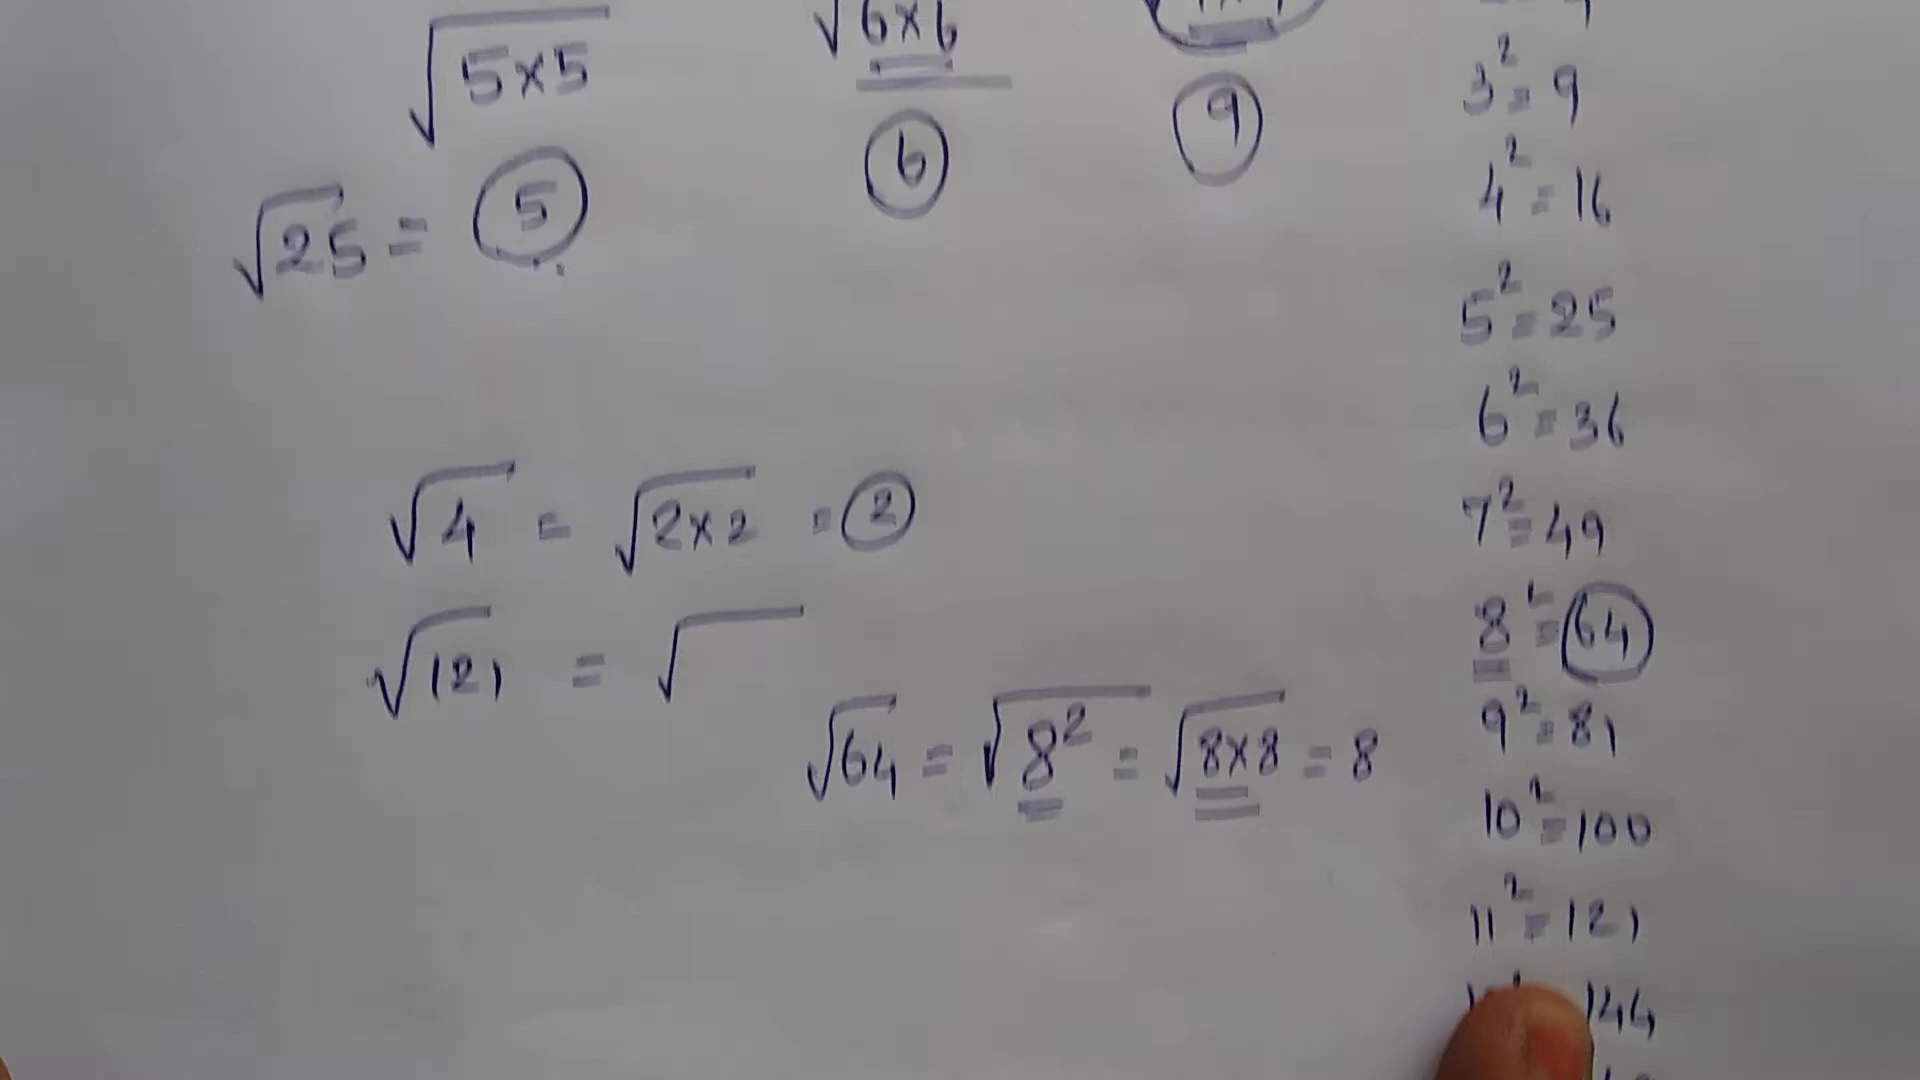 √5×5
√6×6
5
6
9
√25 =
√4 = √2×2 = 2
√121 = √
√64 = √8² = √8×8 = 8
3² = 9
4² = 16
5² = 25
6² = 36
7² = 49
8² = 64
9² = 81
10² = 100
11² = 121
144